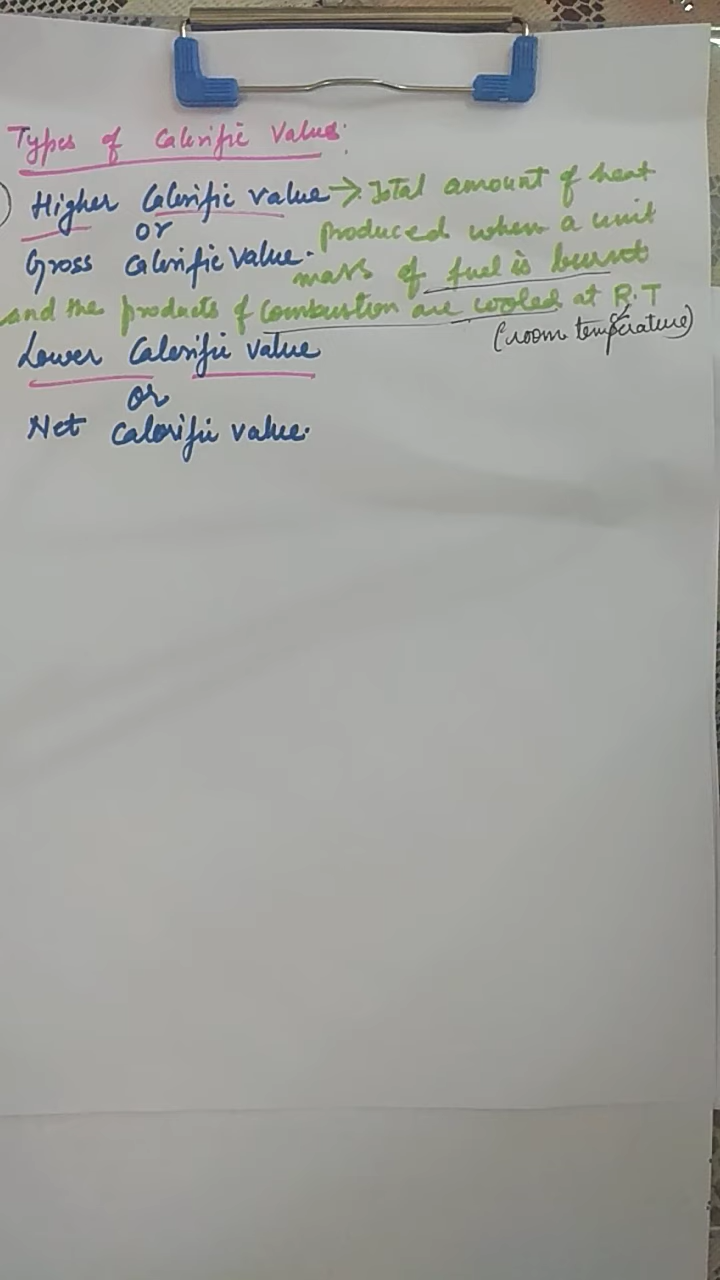 Types of Calorific Values:
Higher Calorific value → Total amount of heat
or
produced when a unit
Gross Calorific Value.
mass of fuel is burnt
and the products of Combustion are cooled at R.T
(room temperature)
Lower Calorific value
or
Net Calorific value.